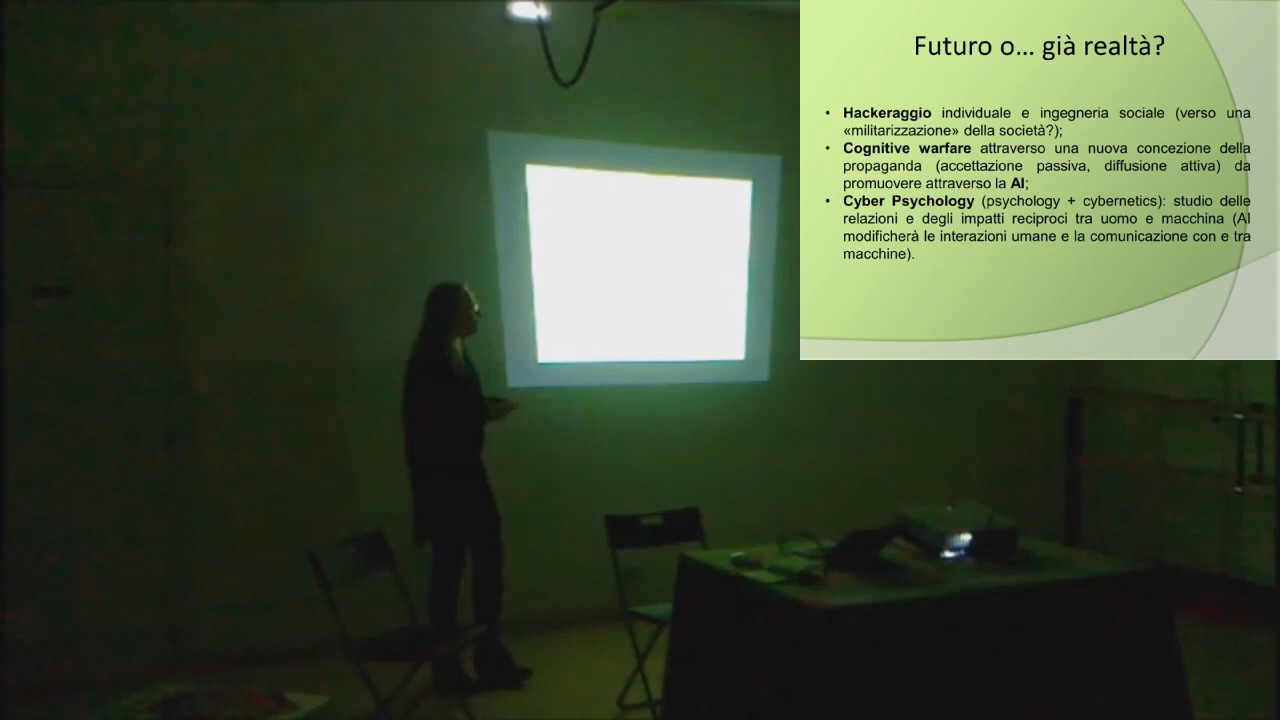 Futuro o... già realtà?
• Hackeraggio individuale e ingegneria sociale (verso una
«militarizzazione» della società?);
• Cognitive warfare attraverso una nuova concezione della
propaganda (accettazione passiva, diffusione attiva) da
promuovere attraverso la AI;
• Cyber Psychology (psychology + cybernetics): studio delle
relazioni e degli impatti reciproci tra uomo e macchina (AI
modificherà le interazioni umane e la comunicazione con e tra
macchine).